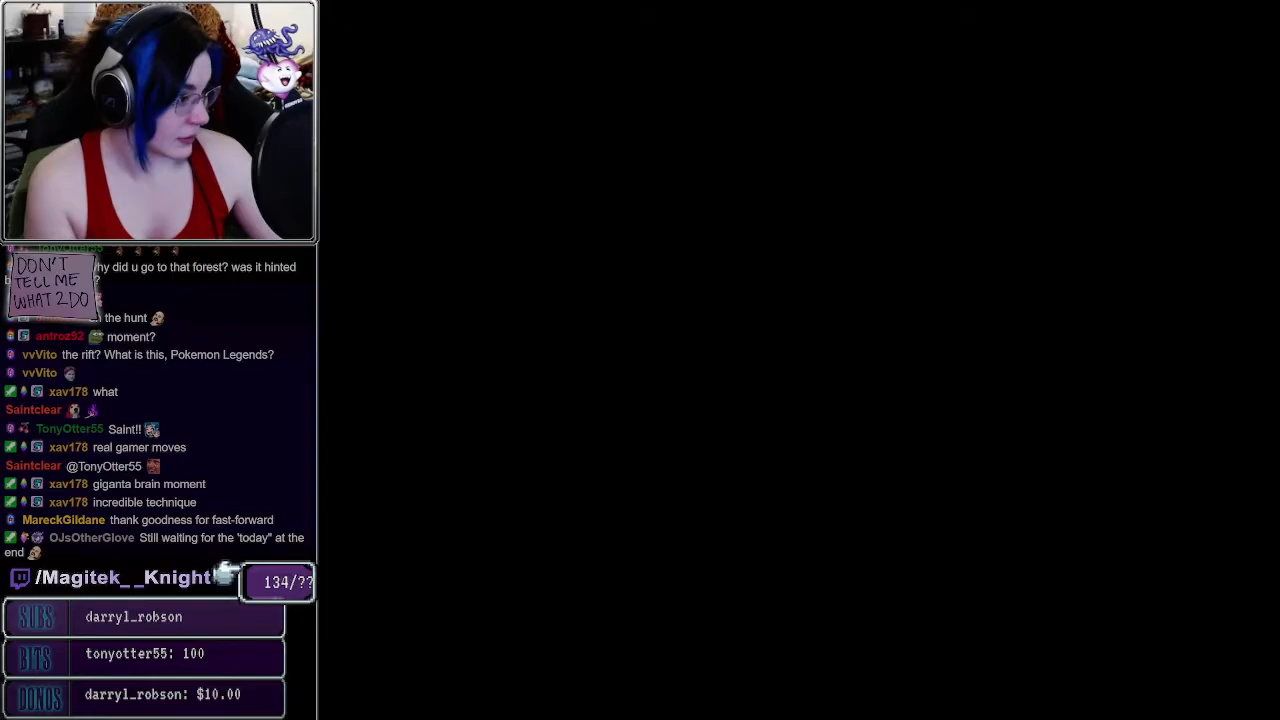 TonyOtter55
hy did u go to that forest? was it hinted
DON'T
TELL ME
WHAT 2 DO
the hunt
antroz92 moment?
vvVito the rift? What is this, Pokemon Legends?
vvVito
xav178 what
Saintclear
TonyOtter55 Saint!!
xav178 real gamer moves
Saintclear @TonyOtter55
xav178 giganta brain moment
xav178 incredible technique
MareckGildane thank goodness for fast-forward
OJsOtherGlove Still waiting for the 'today" at the
end
/Magitek__Knight
134/??
SUBS darryl_robson
BITS tonyotter55: 100
DONOS darryl_robson: $10.00